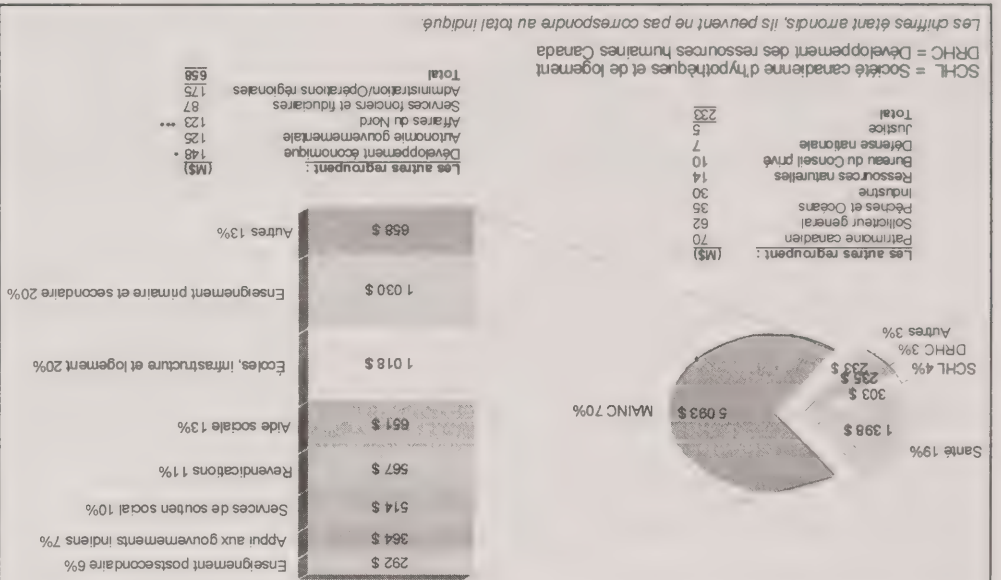 Santé 19%
1 398 $
MAINC 70%
5 093 $
303 $
235 $
233 $
SCHL 4%
DRHC 3%
Autres 3%
Les autres regroupent : (M$)
Patrimoine canadien 70
Solliciteur général 62
Pêches et Océans 35
Industrie 30
Ressources naturelles 14
Bureau du Conseil privé 10
Défense nationale 7
Justice 5
Total 233
292 $ Enseignement postsecondaire 6%
364 $ Appui aux gouvernements indiens 7%
514 $ Services de soutien social 10%
567 $ Revendications 11%
651 $ Aide sociale 13%
1 018 $ Écoles, infrastructure et logement 20%
1 030 $ Enseignement primaire et secondaire 20%
658 $ Autres 13%
Les autres regroupent : (M$)
Développement économique 148 *
Autonomie gouvernementale 125
Affaires du Nord 123 ***
Services fonciers et fiduciaires 87
Administration/Opérations régionales 175
Total 658
SCHL = Société canadienne d'hypothèques et de logement
DRHC = Développement des ressources humaines Canada
Les chiffres étant arrondis, ils peuvent ne pas correspondre au total indiqué.